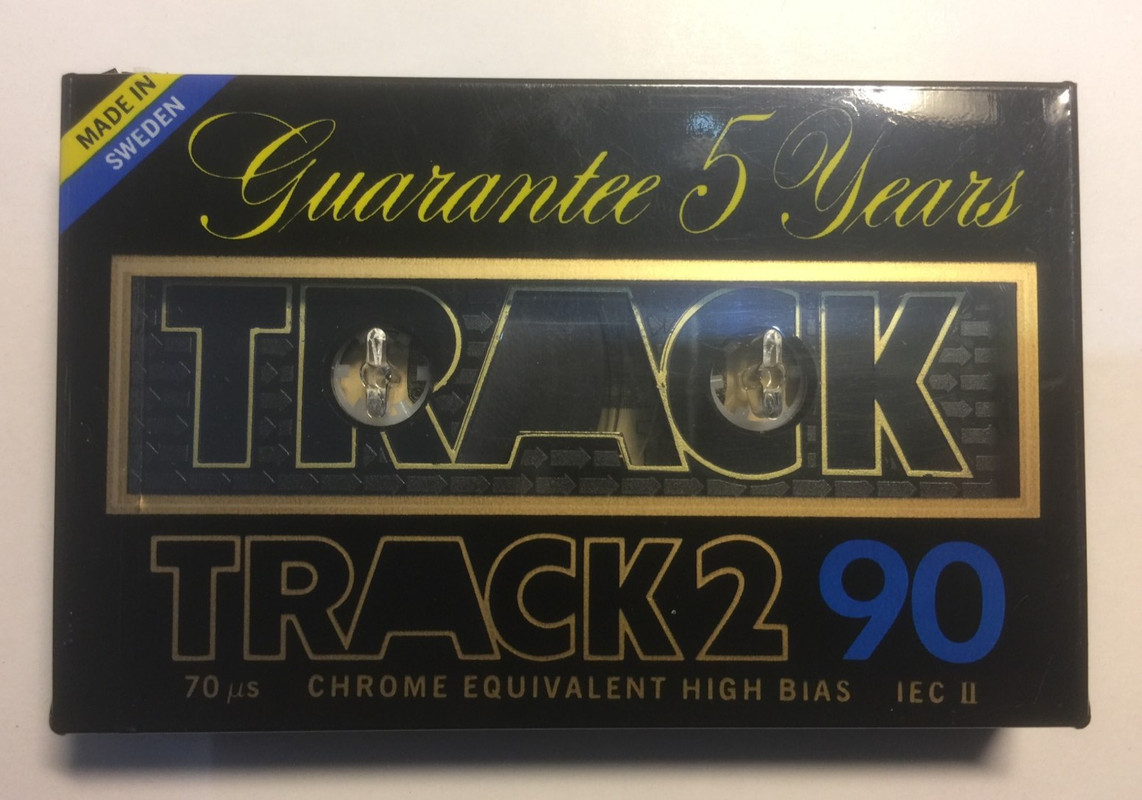 MADE IN
SWEDEN
Guarantee 5 Years
TRACK
TRACK 2 90
70 µs CHROME EQUIVALENT HIGH BIAS IEC II